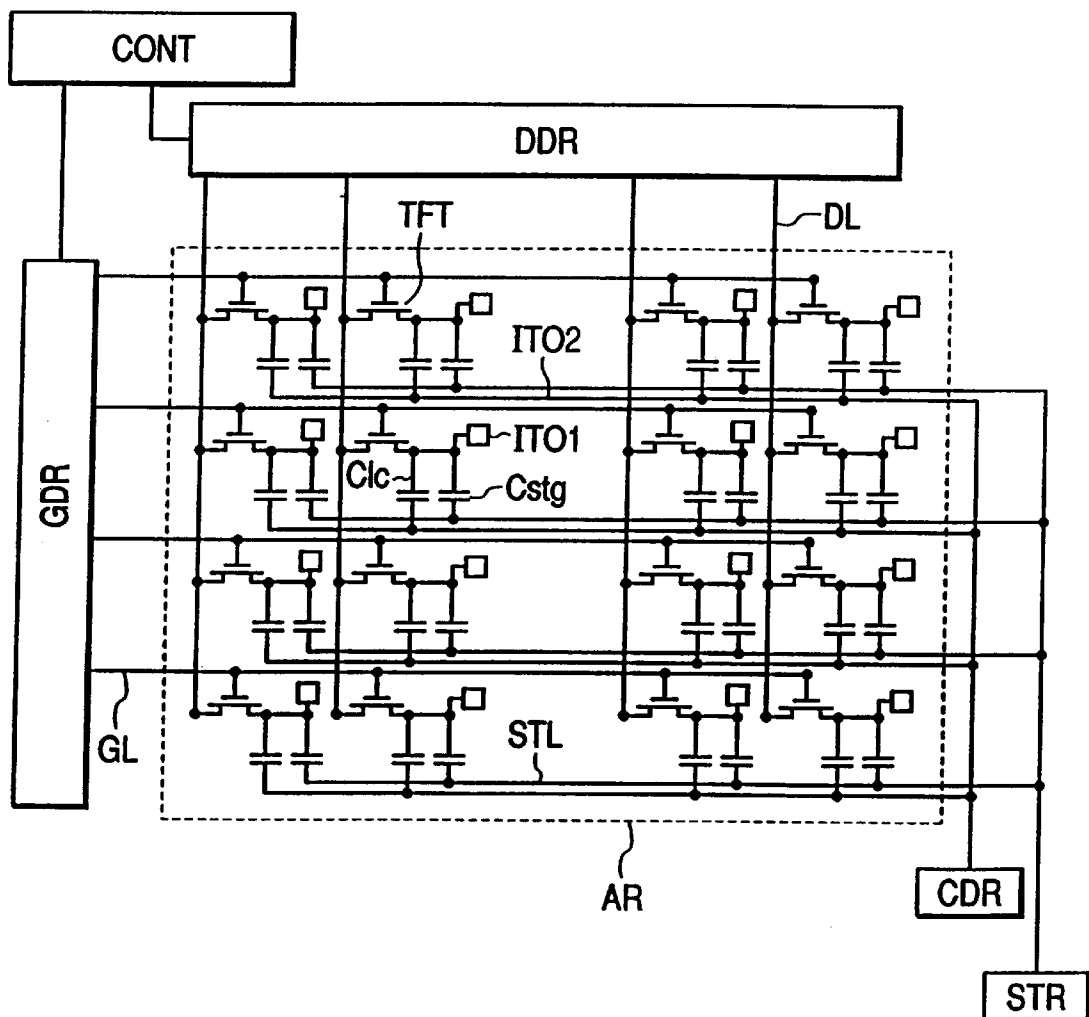 CONT
DDR
TFT
DL
ITO2
GDR
ITO1
Clc
Cstg
GL
STL
AR
CDR
STR